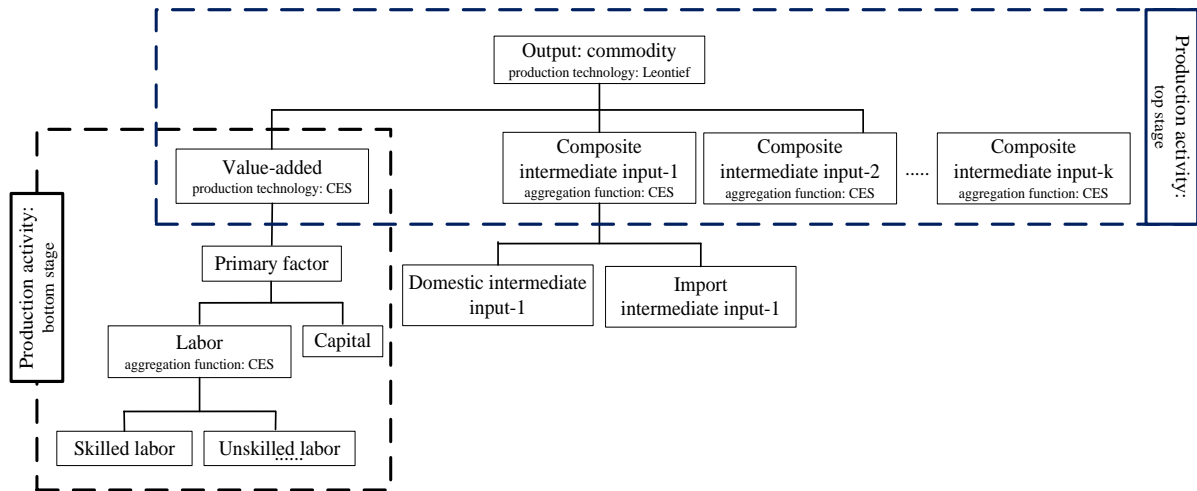 Output: commodity
production technology: Leontief
Production activity:
top stage
Value-added
production technology: CES
Composite
intermediate input-1
aggregation function: CES
Composite
intermediate input-2
aggregation function: CES
.....
Composite
intermediate input-k
aggregation function: CES
Production activity:
bottom stage
Primary factor
Domestic intermediate
input-1
Import
intermediate input-1
Labor
aggregation function: CES
Capital
Skilled labor
Unskilled labor
......